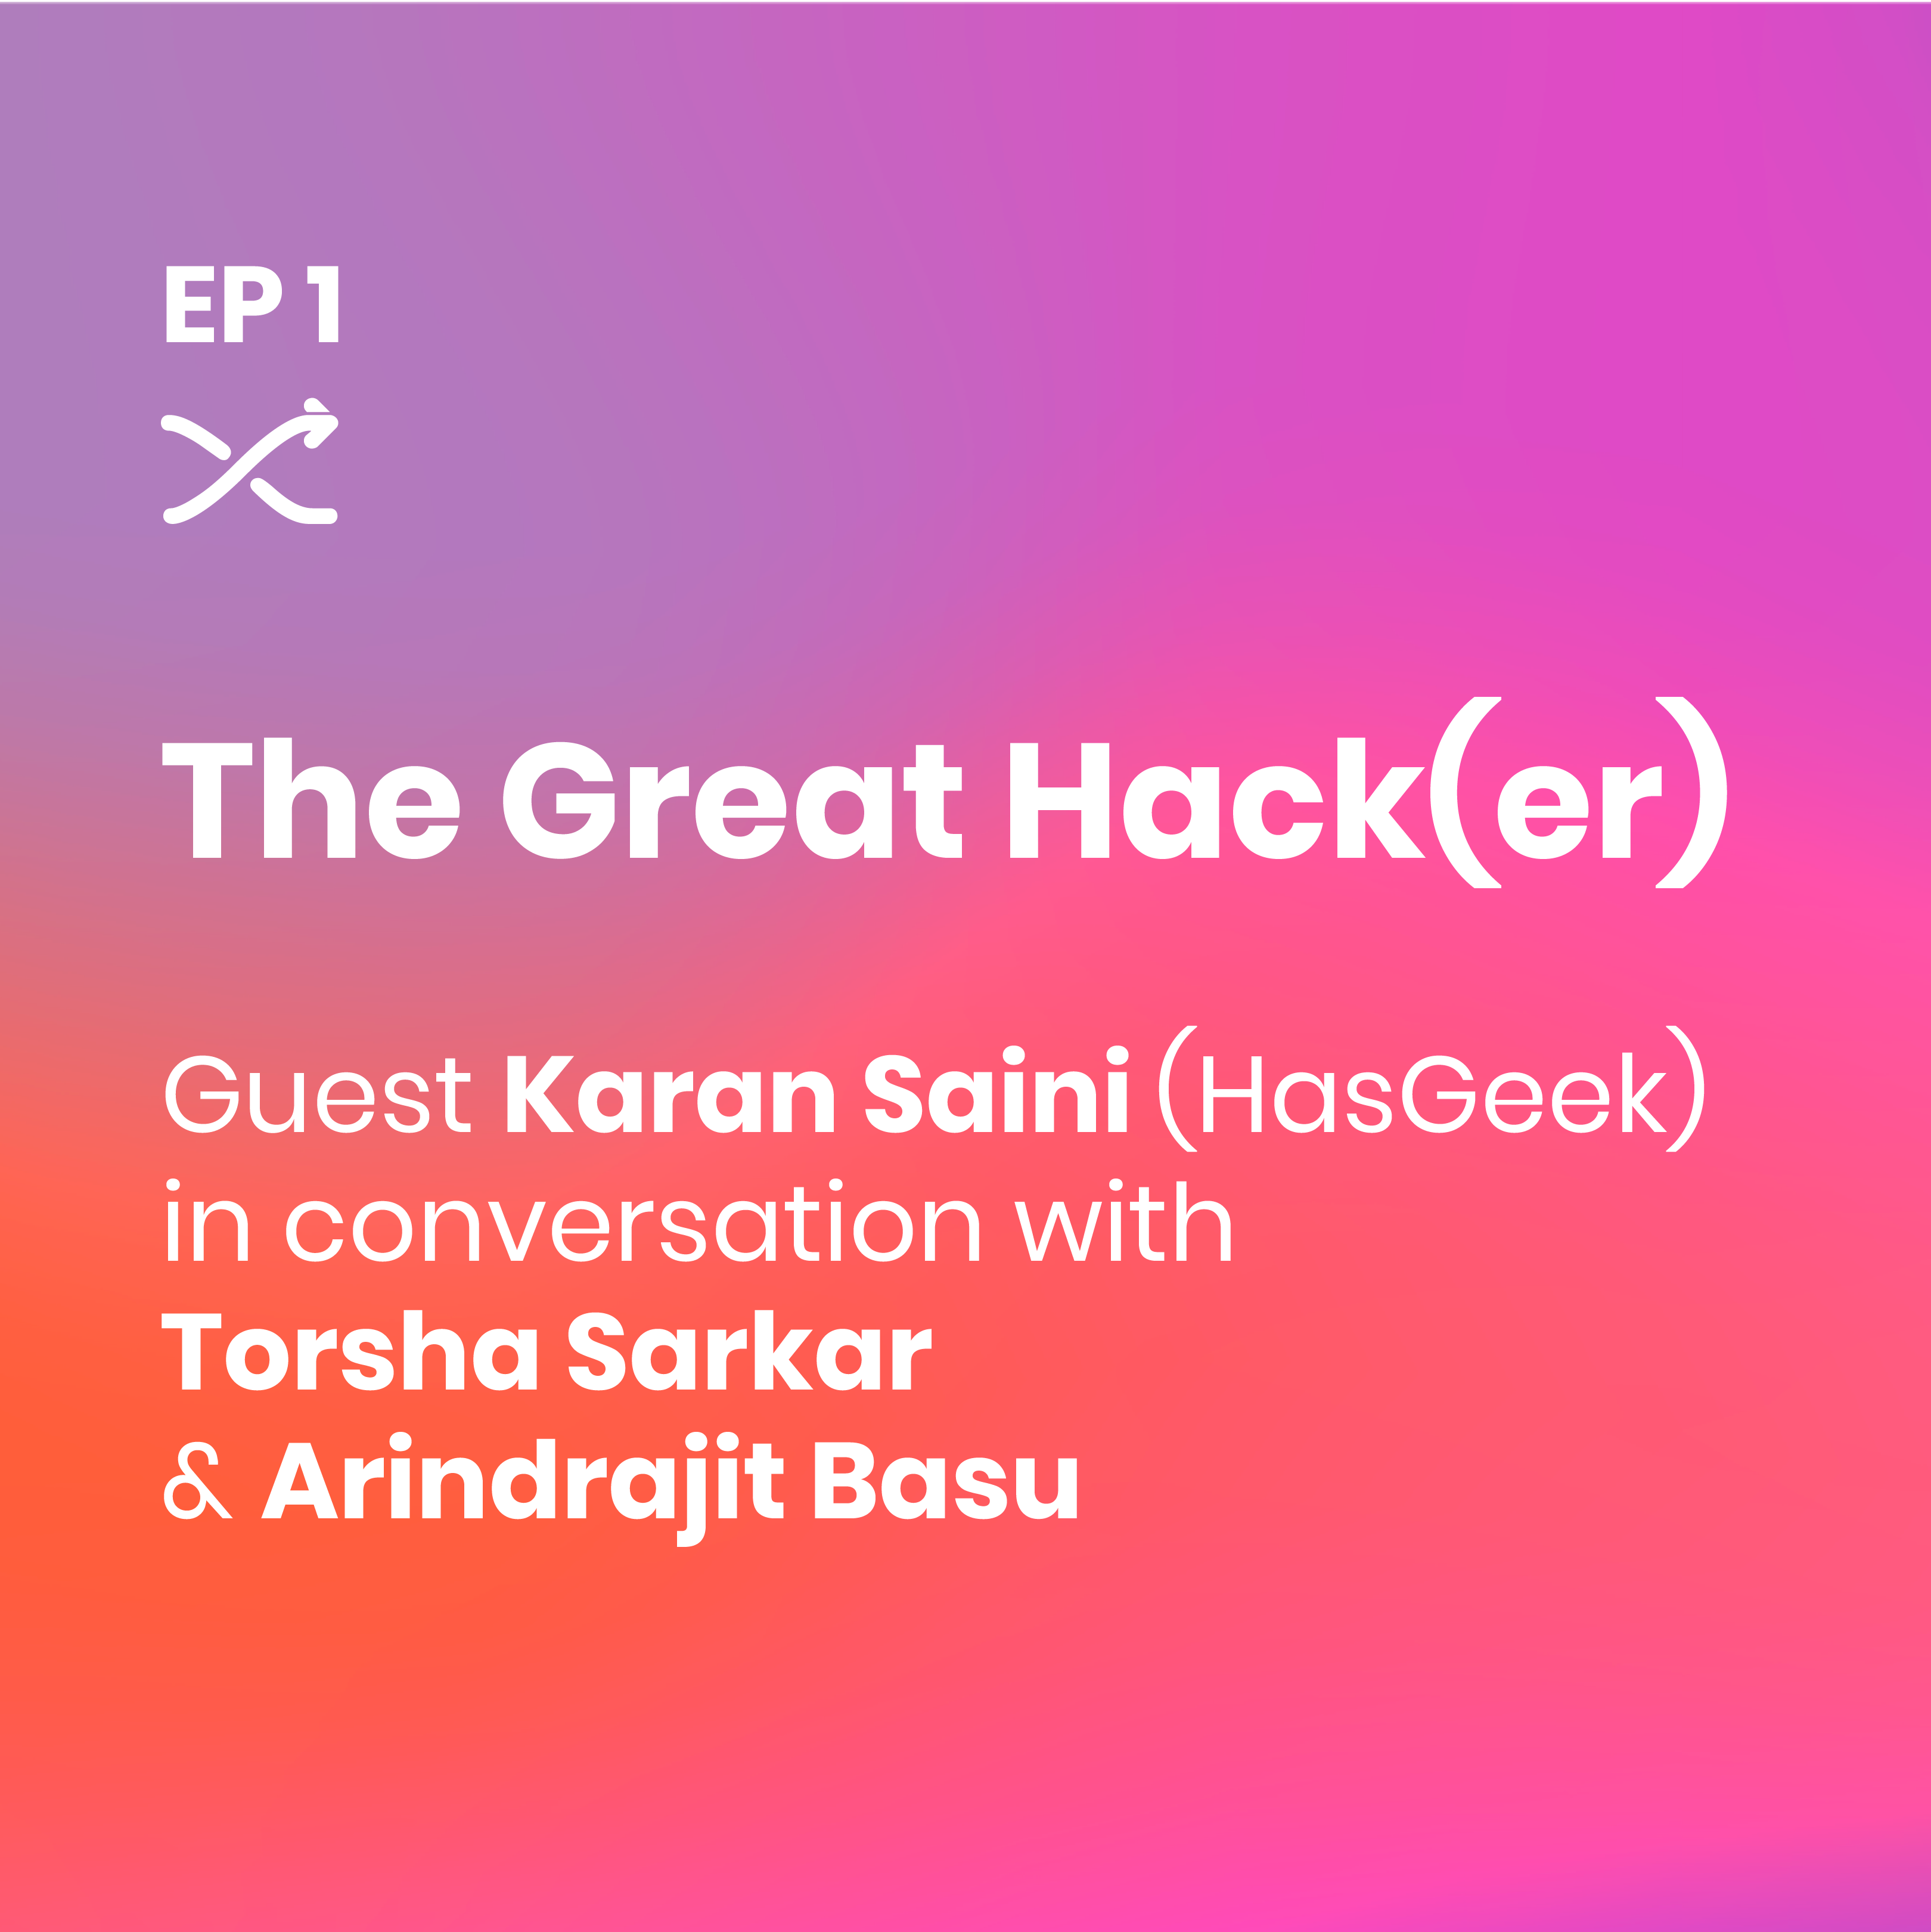 EP 1
The Great Hack(er)
Guest Karan Saini (HasGeek)
in conversation with
Torsha Sarkar
& Arindrajit Basu